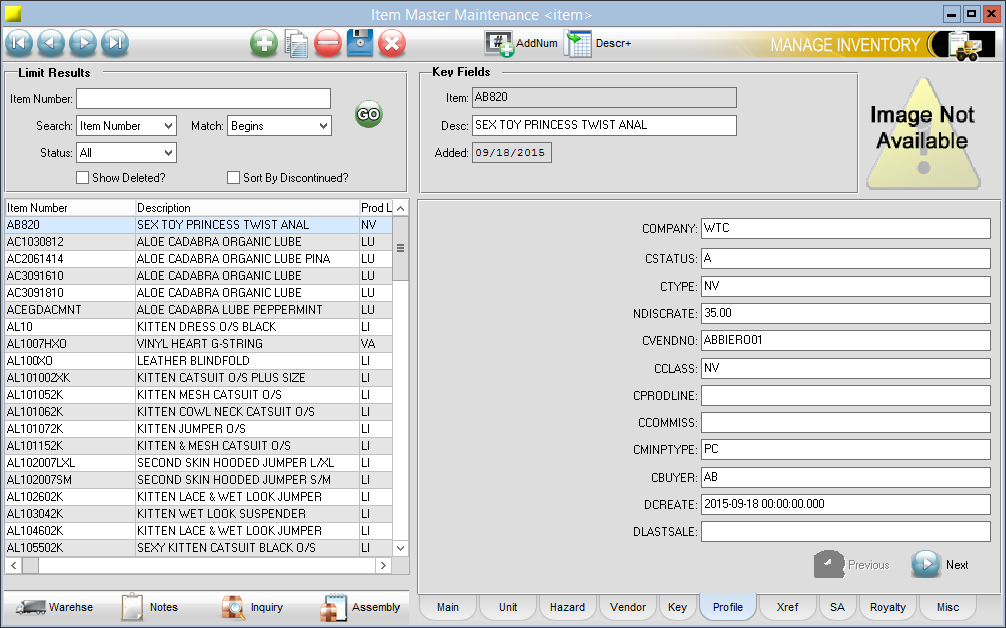 Item Master Maintenance <item>
AddNum
Descr+
MANAGE INVENTORY
Limit Results
Item Number:
GO
Search: Item Number
Match: Begins
Status: All
Show Deleted?
Sort By Discontinued?
Key Fields
Item: AB820
Desc: SEX TOY PRINCESS TWIST ANAL
Added: 09/18/2015
Image Not
Available
Item Number Description Prod L
AB820 SEX TOY PRINCESS TWIST ANAL NV
AC1030812 ALOE CADABRA ORGANIC LUBE LU
AC2061414 ALOE CADABRA ORGANIC LUBE PINA LU
AC3091610 ALOE CADABRA ORGANIC LUBE LU
AC3091810 ALOE CADABRA ORGANIC LUBE LU
ACEGDACMNT ALOE CADABRA LUBE PEPPERMINT LU
AL10 KITTEN DRESS O/S BLACK LI
AL1007HXO VINYL HEART G-STRING VA
AL100XO LEATHER BLINDFOLD LI
AL101002XK KITTEN CATSUIT O/S PLUS SIZE LI
AL101052K KITTEN MESH CATSUIT O/S LI
AL101062K KITTEN COWL NECK CATSUIT O/S LI
AL101072K KITTEN JUMPER O/S LI
AL101152K KITTEN & MESH CATSUIT O/S LI
AL102007LXL SECOND SKIN HOODED JUMPER L/XL LI
AL102007SM SECOND SKIN HOODED JUMPER S/M LI
AL102602K KITTEN LACE & WET LOOK JUMPER LI
AL103042K KITTEN WET LOOK SUSPENDER LI
AL104602K KITTEN LACE & WET LOOK JUMPER LI
AL105502K SEXY KITTEN CATSUIT BLACK O/S LI
COMPANY: WTC
CSTATUS: A
CTYPE: NV
NDISCRATE: 35.00
CVENDNO: ABBIERO01
CCLASS: NV
CPRODLINE:
CCOMMISS:
CMINPTYPE: PC
CBUYER: AB
DCREATE: 2015-09-18 00:00:00.000
DLASTSALE:
Previous
Next
Warehse
Notes
Inquiry
Assembly
Main
Unit
Hazard
Vendor
Key
Profile
Xref
SA
Royalty
Misc